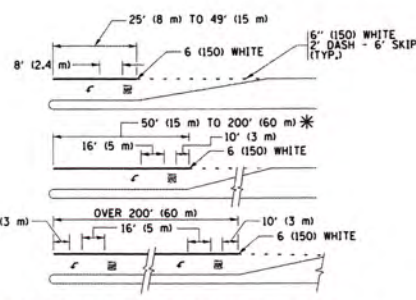 25' (8 m) TO 49' (15 m)
6 (150) WHITE
6" (150) WHITE
2' DASH - 6' SKIP
(TYP.)
8' (2.4 m)
50' (15 m) TO 200' (60 m) ✳
16' (5 m)
10' (3 m)
6 (150) WHITE
OVER 200' (60 m)
(3 m)
16' (5 m)
10' (3 m)
6 (150) WHITE